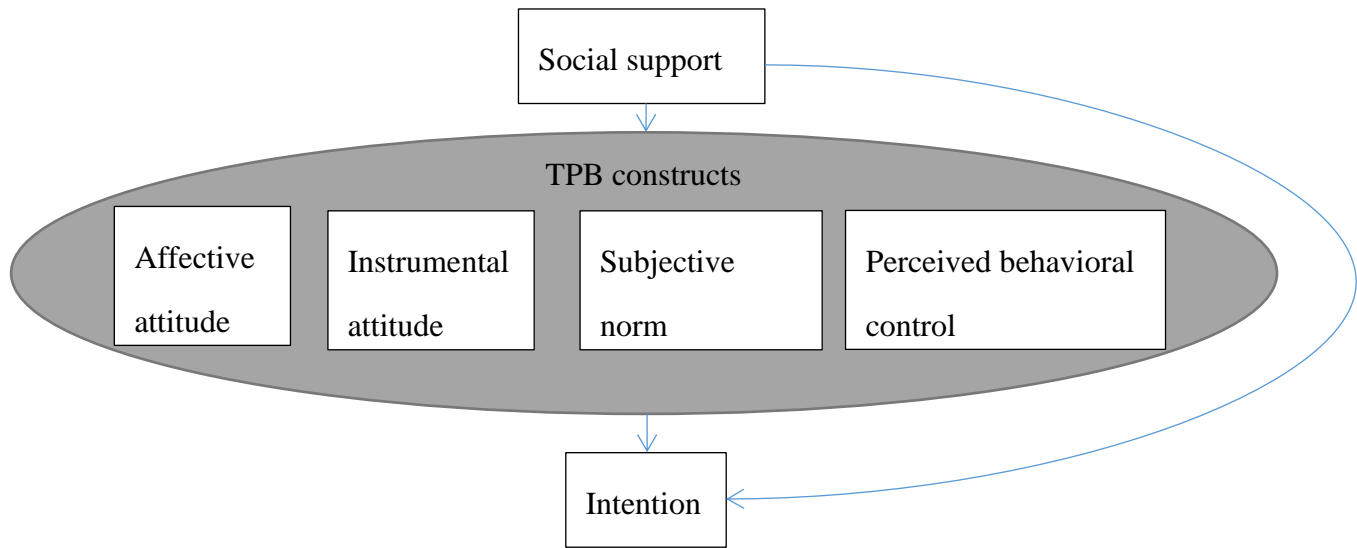 Social support
TPB constructs
Affective
attitude
Instrumental
attitude
Subjective
norm
Perceived behavioral
control
Intention